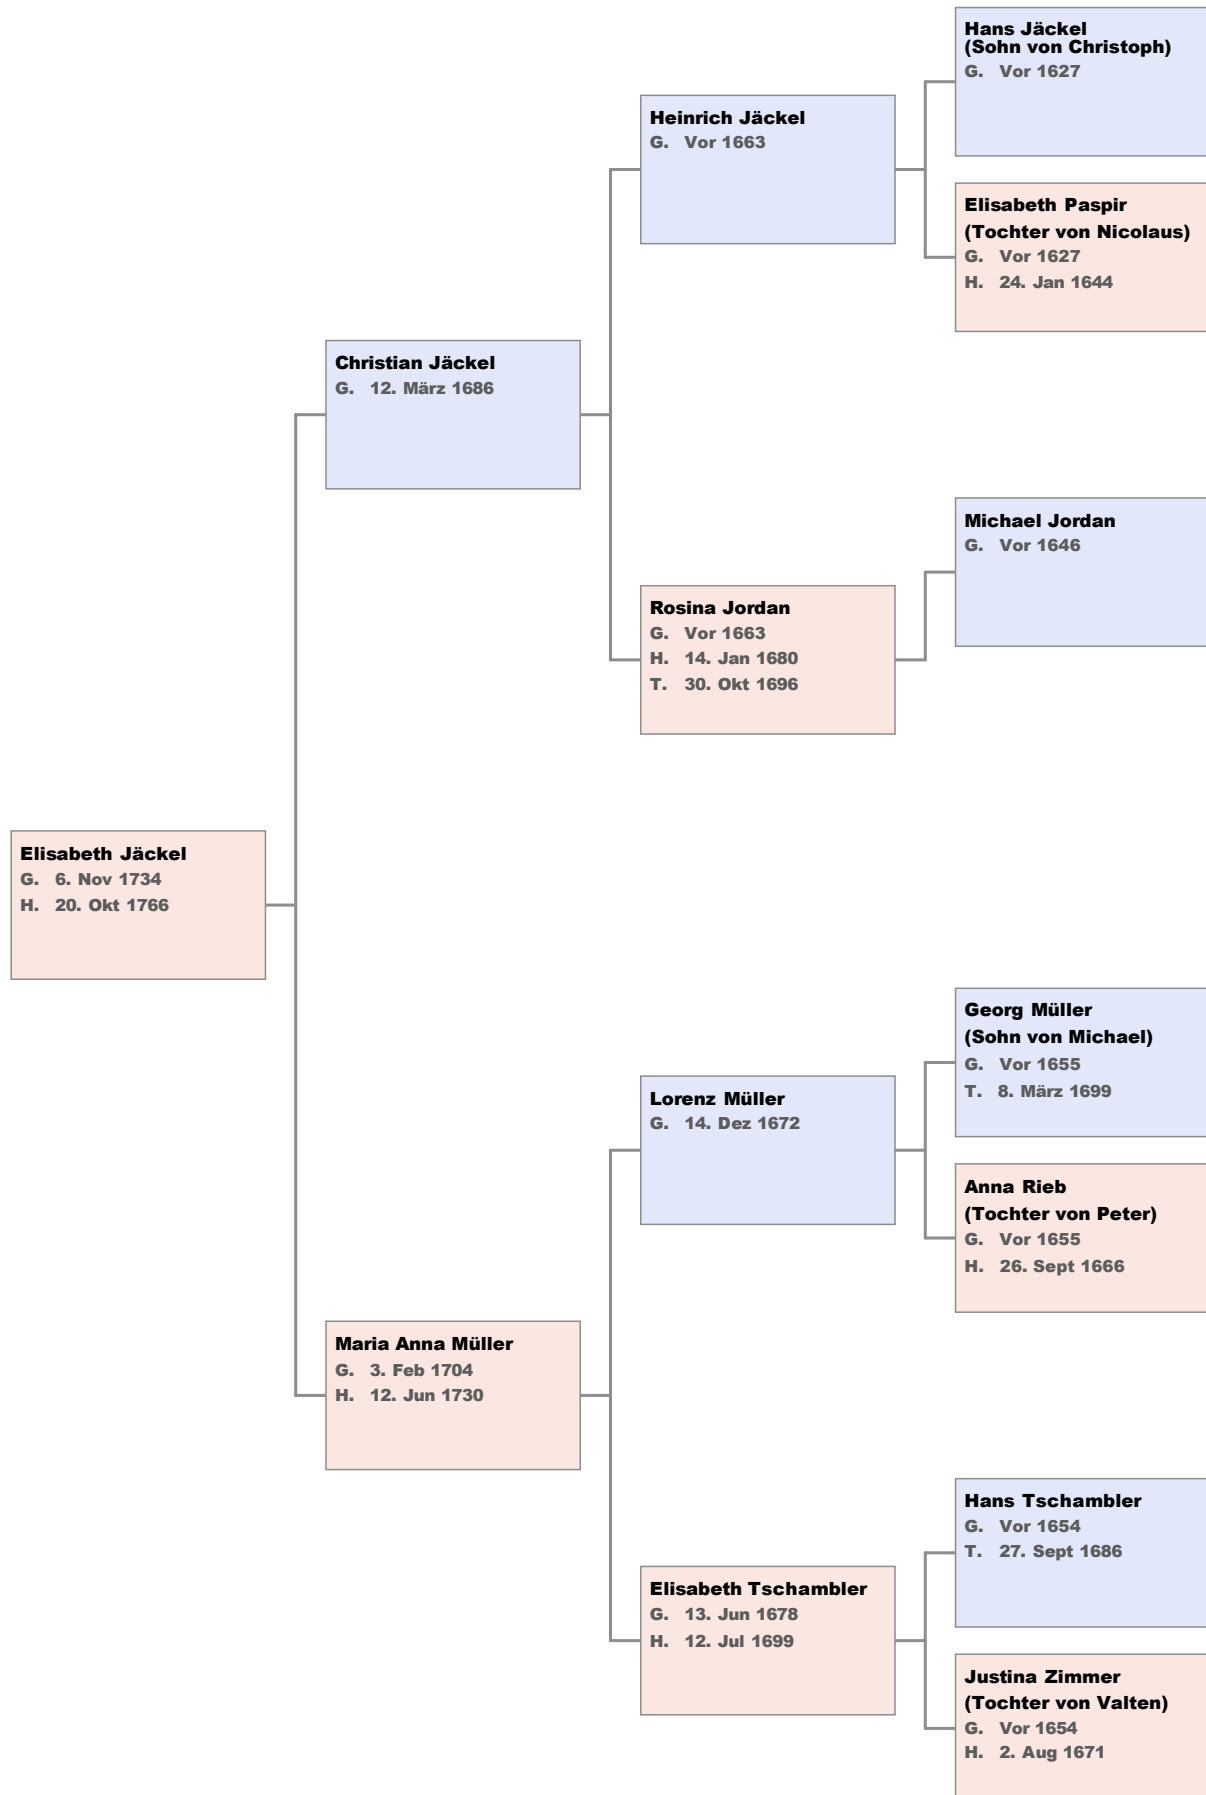 Hans Jäckel
(Sohn von Christoph)
G. Vor 1627
Heinrich Jäckel
G. Vor 1663
Elisabeth Paspir
(Tochter von Nicolaus)
G. Vor 1627
H. 24. Jan 1644
Christian Jäckel
G. 12. März 1686
Michael Jordan
G. Vor 1646
Rosina Jordan
G. Vor 1663
H. 14. Jan 1680
T. 30. Okt 1696
Elisabeth Jäckel
G. 6. Nov 1734
H. 20. Okt 1766
Georg Müller
(Sohn von Michael)
G. Vor 1655
T. 8. März 1699
Lorenz Müller
G. 14. Dez 1672
Anna Rieb
(Tochter von Peter)
G. Vor 1655
H. 26. Sept 1666
Maria Anna Müller
G. 3. Feb 1704
H. 12. Jun 1730
Hans Tschambler
G. Vor 1654
T. 27. Sept 1686
Elisabeth Tschambler
G. 13. Jun 1678
H. 12. Jul 1699
Justina Zimmer
(Tochter von Valten)
G. Vor 1654
H. 2. Aug 1671